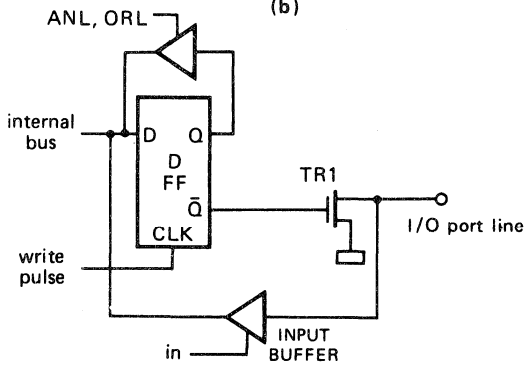 (b)
ANL, ORL
internal
bus
D Q
D
FF
Q̄
CLK
TR1
I/O port line
write
pulse
in
INPUT
BUFFER